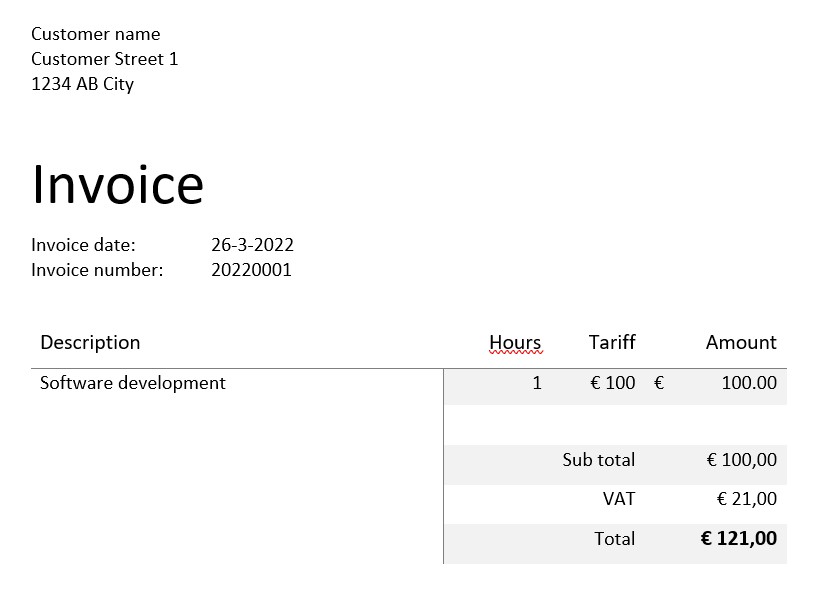 Customer name
Customer Street 1
1234 AB City
Invoice
Invoice date: 26-3-2022
Invoice number: 20220001
Description Hours Tariff Amount
Software development 1 € 100 € 100.00
Sub total € 100,00
VAT € 21,00
Total € 121,00